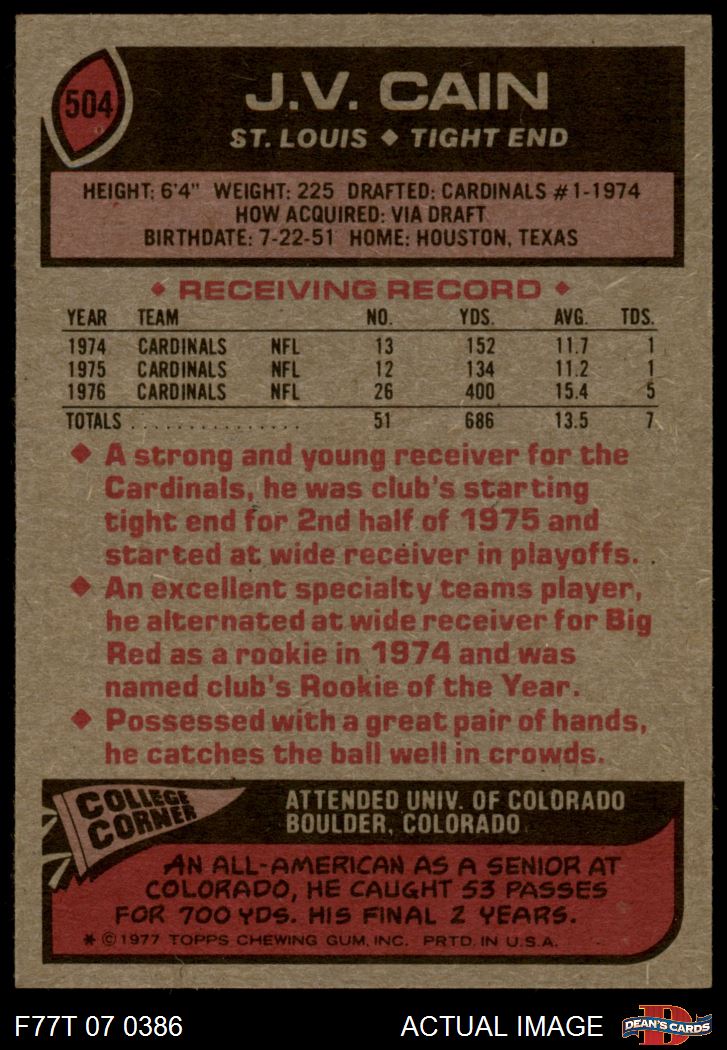 504
J.V. CAIN
ST. LOUIS ◆ TIGHT END
HEIGHT: 6'4" WEIGHT: 225 DRAFTED: CARDINALS #1-1974
HOW ACQUIRED: VIA DRAFT
BIRTHDATE: 7-22-51 HOME: HOUSTON, TEXAS
◆ RECEIVING RECORD ◆
YEAR TEAM NO. YDS. AVG. TDS.
1974 CARDINALS NFL 13 152 11.7 1
1975 CARDINALS NFL 12 134 11.2 1
1976 CARDINALS NFL 26 400 15.4 5
TOTALS . . . . . . . . . . . . . . . 51 686 13.5 7
◆ A strong and young receiver for the
Cardinals, he was club's starting
tight end for 2nd half of 1975 and
started at wide receiver in playoffs.
◆ An excellent specialty teams player,
he alternated at wide receiver for Big
Red as a rookie in 1974 and was
named club's Rookie of the Year.
◆ Possessed with a great pair of hands,
he catches the ball well in crowds.
COLLEGE
CORNER
ATTENDED UNIV. OF COLORADO
BOULDER, COLORADO
AN ALL-AMERICAN AS A SENIOR AT
COLORADO, HE CAUGHT 53 PASSES
FOR 700 YDS. HIS FINAL 2 YEARS.
* © 1977 TOPPS CHEWING GUM, INC. PRTD. IN U.S.A.
F77T 07 0386 ACTUAL IMAGE
D
DEAN'S CARDS